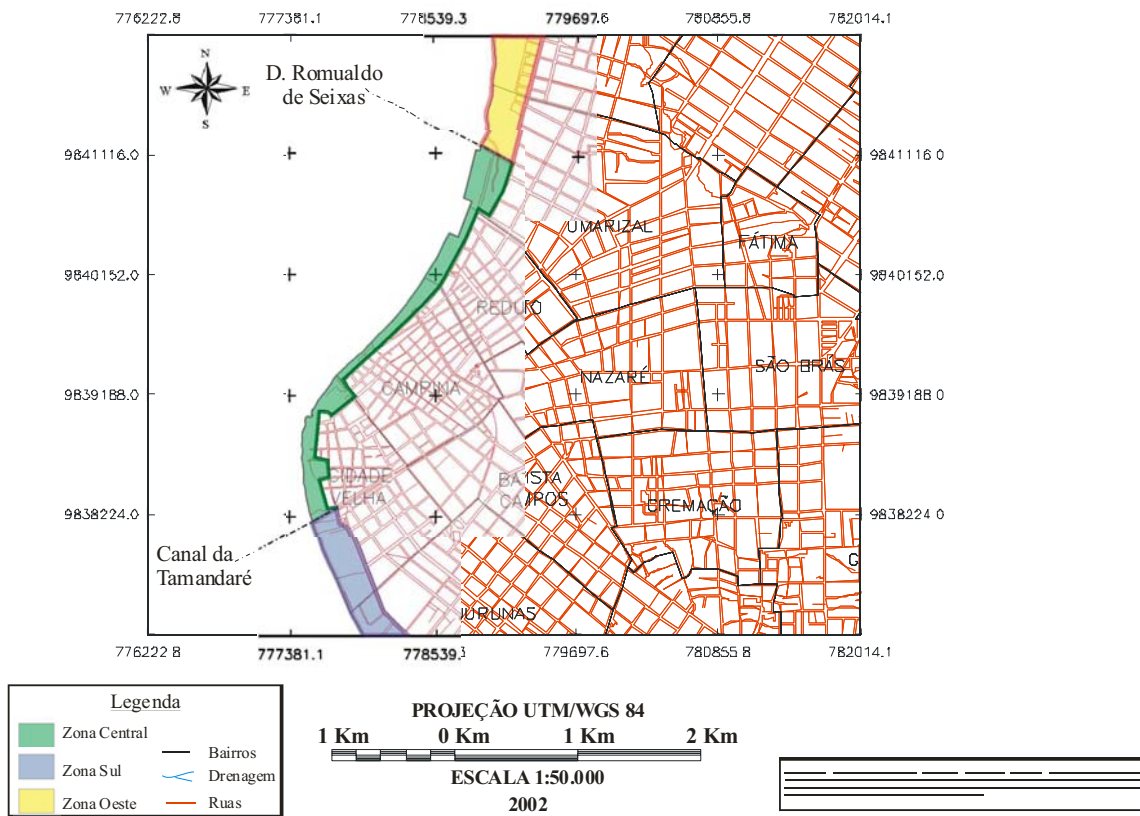 776222.8 777381.1 778539.3 779697.6 780855.8 782014.1
N
W E
S
D. Romualdo
de Seixas
9841116.0 9841116.0
UMARIZAL
FÁTIMA
9840152.0 9840152.0
REDUTO
SÃO BRÁS
NAZARÉ
CAMPINA
9839188.0 9839188.0
CIDADE
VELHA
BATISTA
CAMPOS
CREMAÇÃO
9838224.0 9838224.0
Canal da
Tamandaré
G
JURUNAS
776222.8 777381.1 778539.3 779697.6 780855.8 782014.1
Legenda
Zona Central
Zona Sul
Zona Oeste
Bairros
Drenagem
Ruas
PROJEÇÃO UTM/WGS 84
1 Km 0 Km 1 Km 2 Km
ESCALA 1:50.000
2002